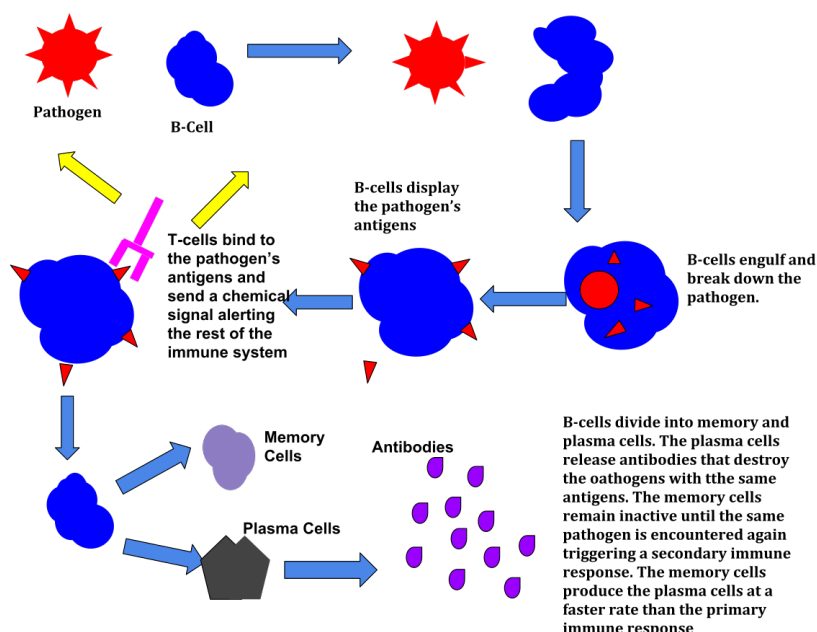 Pathogen
B-Cell
B-cells display
the pathogen's
antigens
T-cells bind to
the pathogen's
antigens and
send a chemical
signal alerting
the rest of the
immune system
B-cells engulf and
break down the
pathogen.
Memory
Cells
Antibodies
Plasma Cells
B-cells divide into memory and
plasma cells. The plasma cells
release antibodies that destroy
the oathogens with tthe same
antigens. The memory cells
remain inactive until the same
pathogen is encountered again
triggering a secondary immune
response. The memory cells
produce the plasma cells at a
faster rate than the primary
immune response